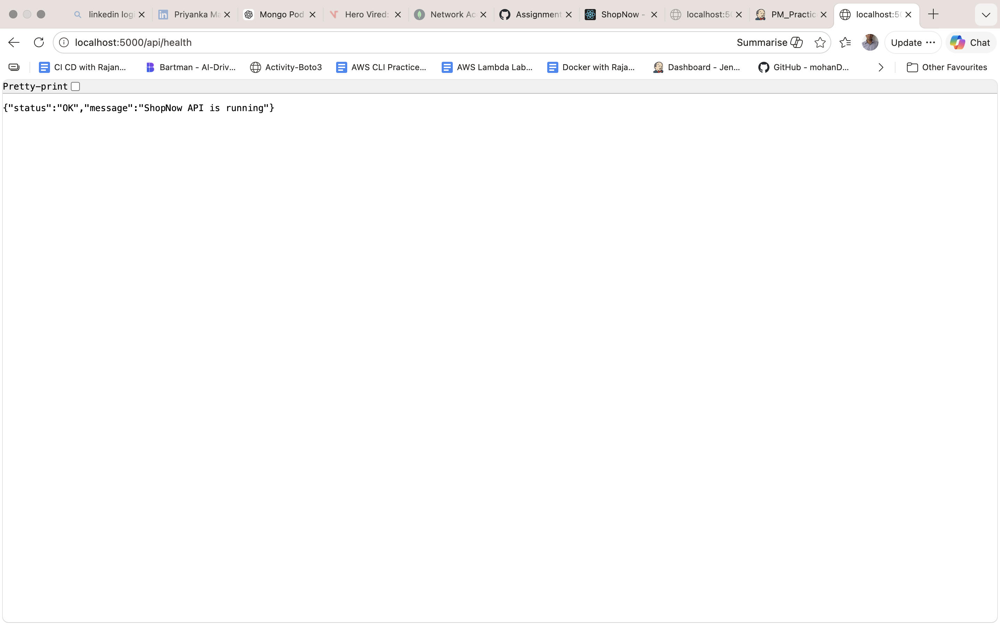 linkedin logi Priyanka Ma Mongo Pod Hero Vired: Network Ac Assignment ShopNow - localhost:50 PM_Practic localhost:50
localhost:5000/api/health Summarise Update Chat
CI CD with Rajan... Bartman - AI-Driv... Activity-Boto3 AWS CLI Practice... AWS Lambda Lab... Docker with Raja... Dashboard - Jen... GitHub - mohanD... Other Favourites
Pretty-print
{"status":"OK","message":"ShopNow API is running"}